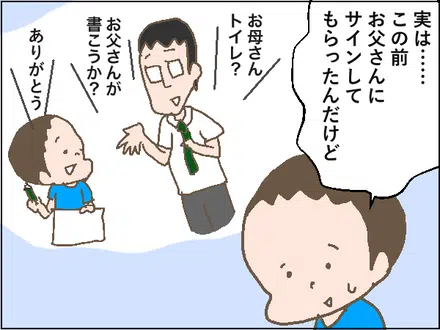 実は……
この前
お父さんに
サインして
もらったんだけど
お母さん
トイレ？
お父さんが
書こうか？
ありがとう